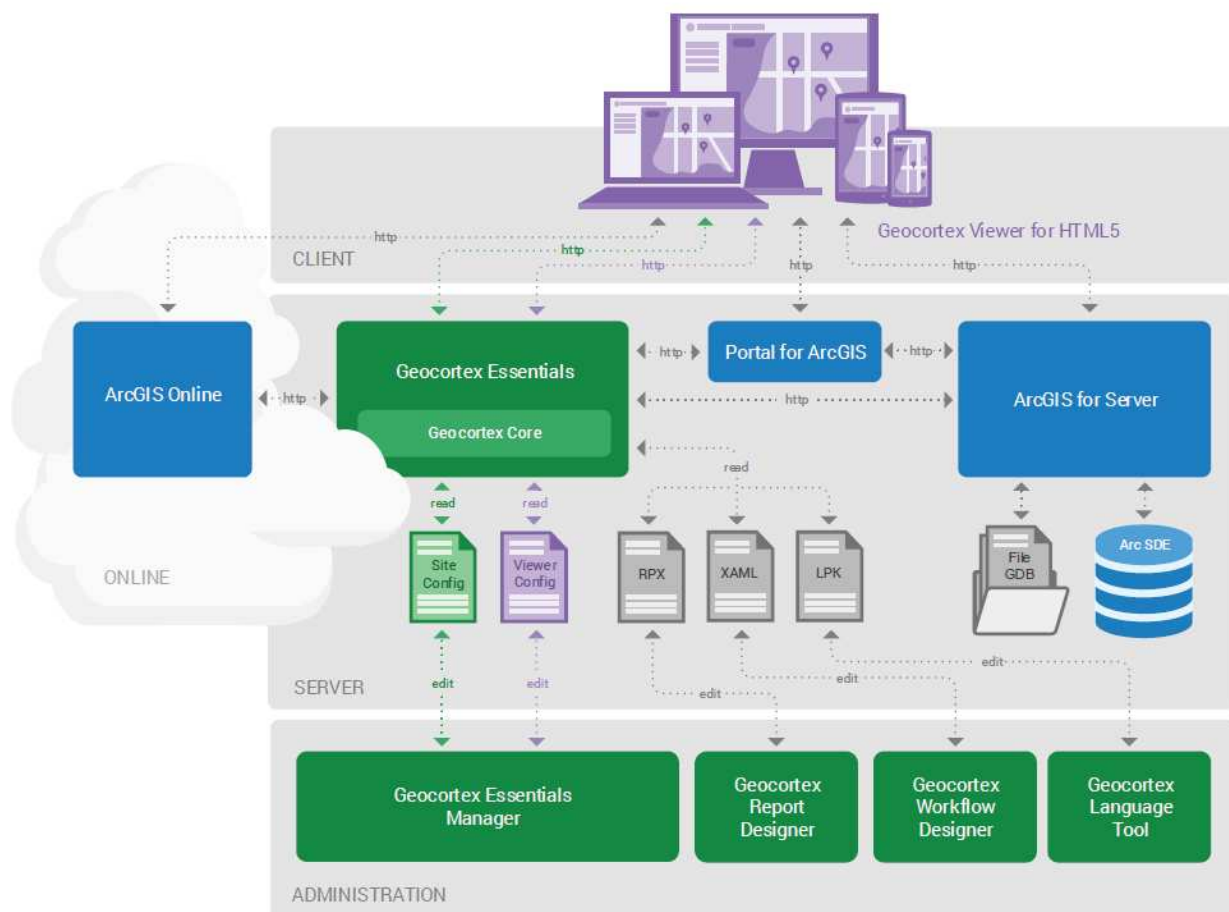 Geocortex Viewer for HTML5
http
http
http
http
http
CLIENT
ArcGIS Online
http
Geocortex Essentials
Geocortex Core
http
Portal for ArcGIS
http
http
ArcGIS for Server
read
read
read
Site
Config
Viewer
Config
RPX
XAML
LPK
File
GDB
Arc SDE
ONLINE
edit
edit
edit
edit
edit
SERVER
Geocortex Essentials
Manager
Geocortex
Report
Designer
Geocortex
Workflow
Designer
Geocortex
Language
Tool
ADMINISTRATION